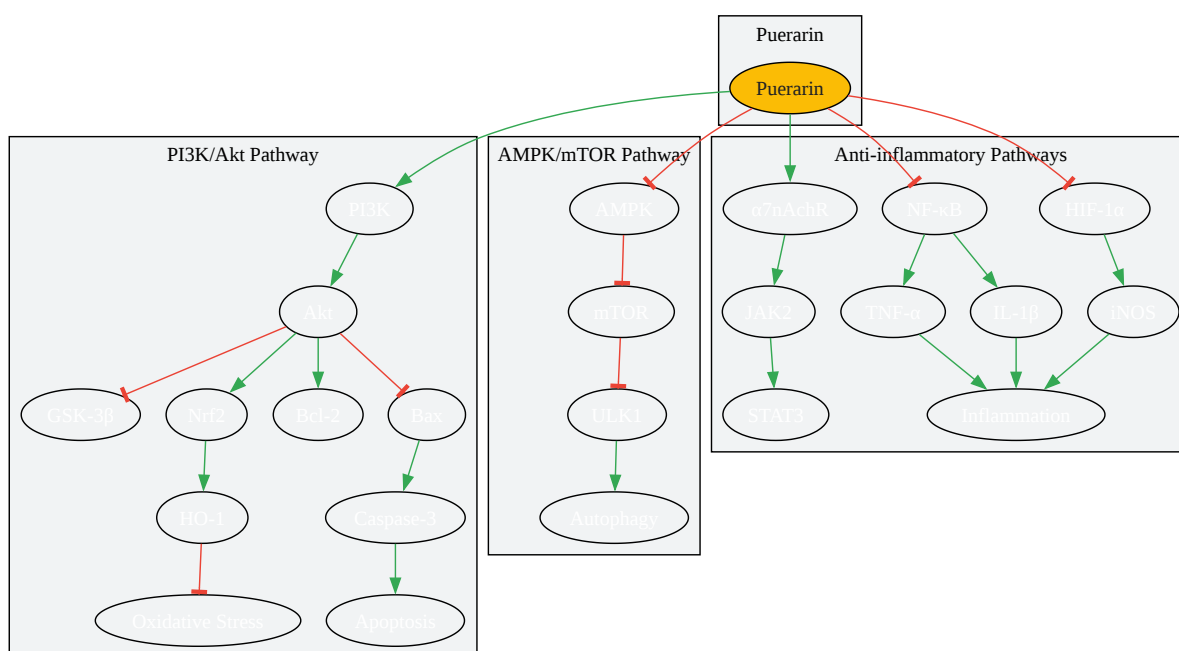 Puerarin
Puerarin
PI3K/Akt Pathway
AMPK/mTOR Pathway
Anti-inflammatory Pathways
PI3K
AMPK
α7nAchR
NF-κB
HIF-1α
Akt
mTOR
JAK2
TNF-α
IL-1β
iNOS
GSK-3β
Nrf2
Bcl-2
Bax
ULK1
STAT3
Inflammation
HO-1
Caspase-3
Autophagy
Oxidative Stress
Apoptosis